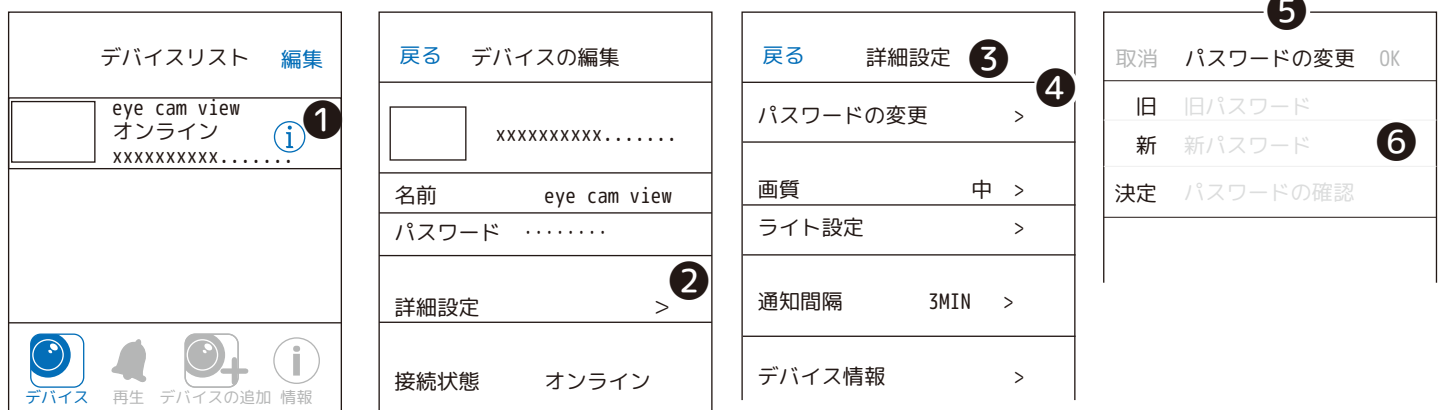 デバイスリスト 編集
eye cam view
オンライン
i ❶
xxxxxxxxxx.......
デバイス 再生 デバイスの追加 情報
戻る デバイスの編集
xxxxxxxxxx.......
名前 eye cam view
パスワード ········
❷
詳細設定 >
接続状態 オンライン
戻る 詳細設定 ❸
❹
パスワードの変更 >
画質 中 >
ライト設定 >
通知間隔 3MIN >
デバイス情報 >
❺
取消 パスワードの変更 OK
旧 旧パスワード
新 新パスワード ❻
決定 パスワードの確認